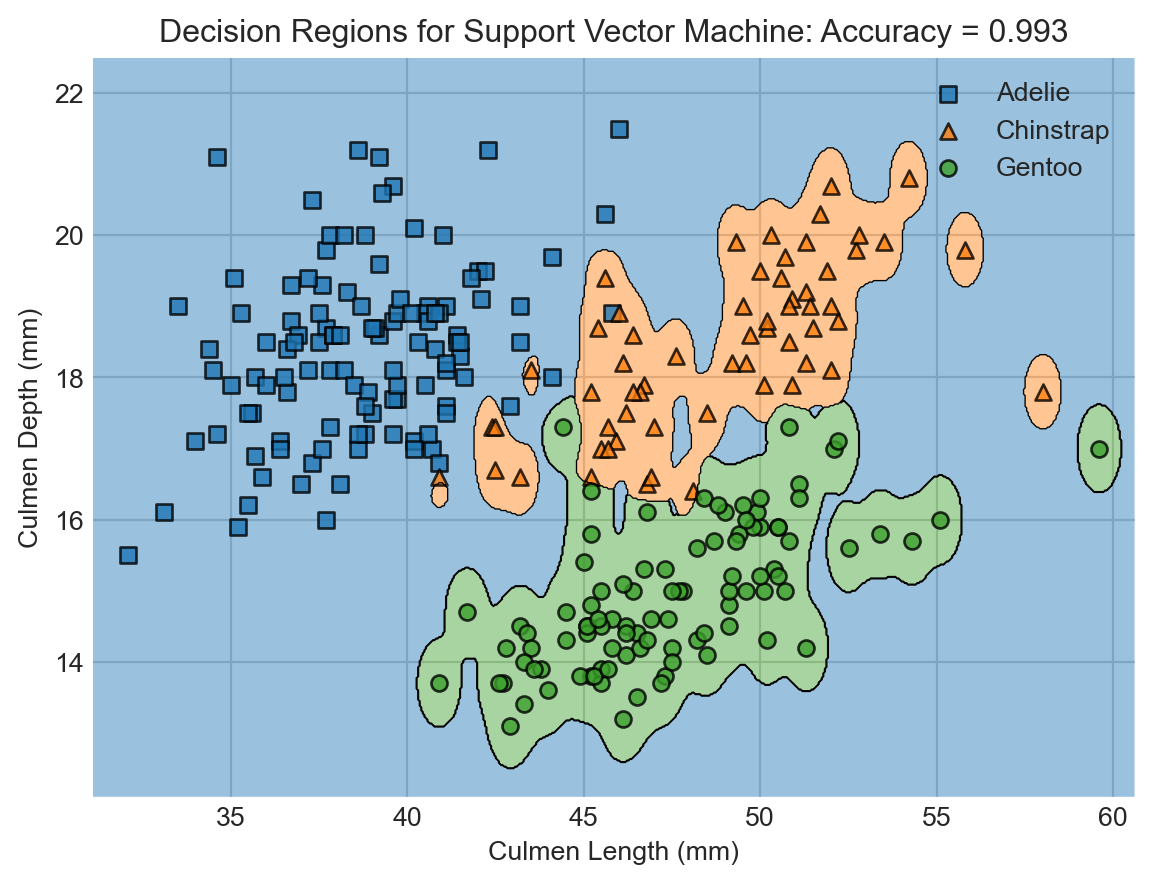 Decision Regions for Support Vector Machine: Accuracy = 0.993
Adelie
Chinstrap
Gentoo
22
20
18
16
14
Culmen Depth (mm)
35 40 45 50 55 60
Culmen Length (mm)